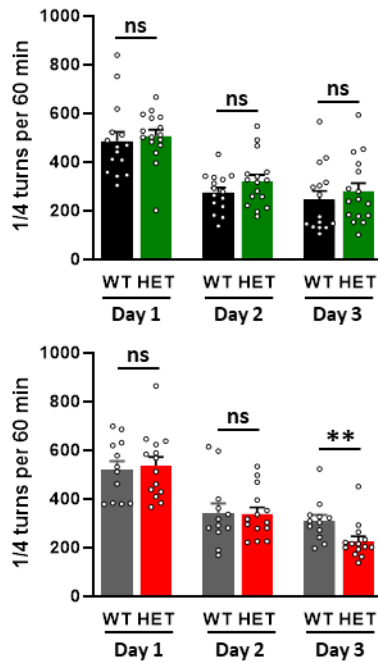 1/4 turns per 60 min
1000
800
600
400
200
0
ns
ns
ns
WT HET WT HET WT HET
Day 1 Day 2 Day 3
1/4 turns per 60 min
1000
800
600
400
200
0
ns
ns
**
WT HET WT HET WT HET
Day 1 Day 2 Day 3